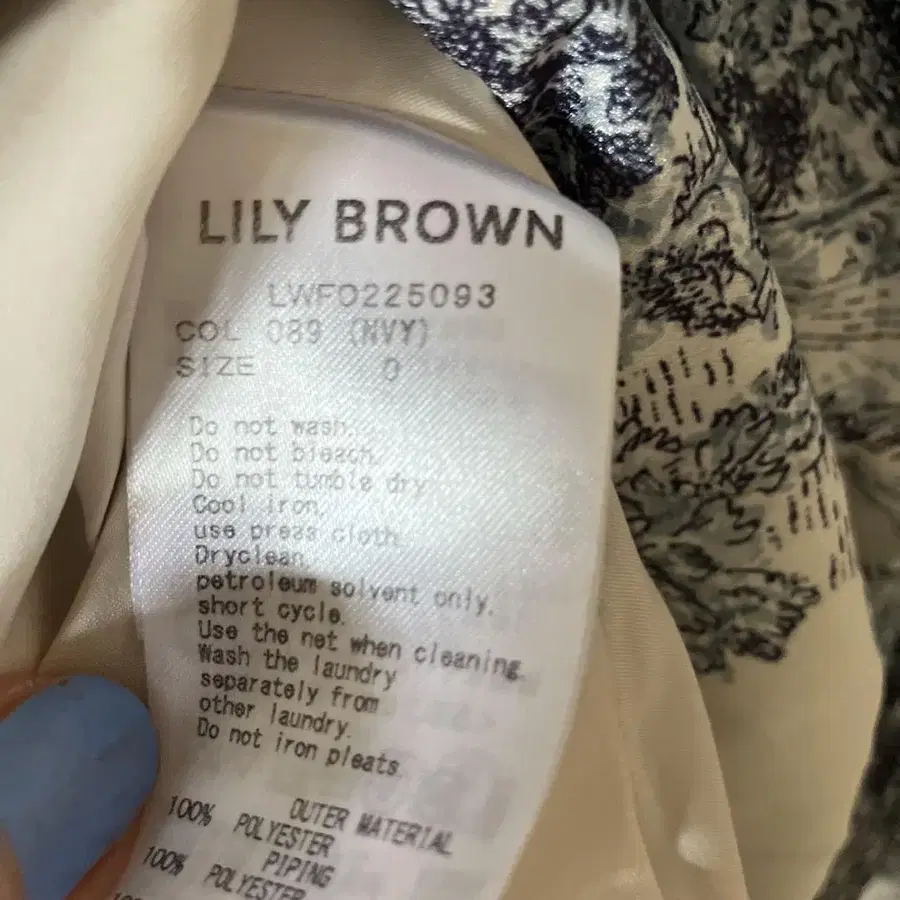 LILY BROWN
LWFO225093
COL 089 (NVY)
SIZE 0
Do not wash.
Do not bleach.
Do not tumble dry
Cool iron,
use press cloth.
Dryclean,
petroleum solvent only,
short cycle.
Use the net when cleaning.
Wash the laundry
separately from
other laundry.
Do not iron pleats.
OUTER MATERIAL
100% POLYESTER
PIPING
100% POLYESTER